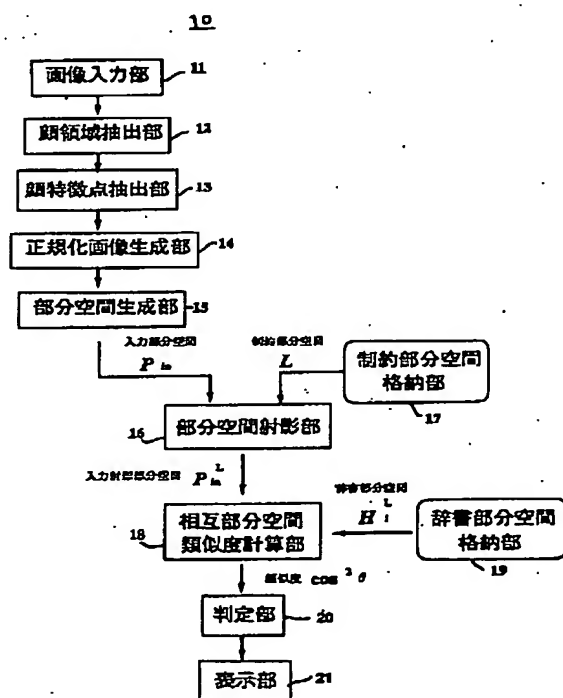 10
画像入力部
11
顔領域抽出部
12
顔特徴点抽出部
13
正規化画像生成部
14
部分空間生成部
15
入力部分空間
P in
制約部分空間
L
制約部分空間
格納部
17
部分空間射影部
16
入力射影部分空間
P in L
辞書部分空間
H i L
相互部分空間
類似度計算部
18
辞書部分空間
格納部
19
類似度 cos 2 θ
判定部
20
表示部
21